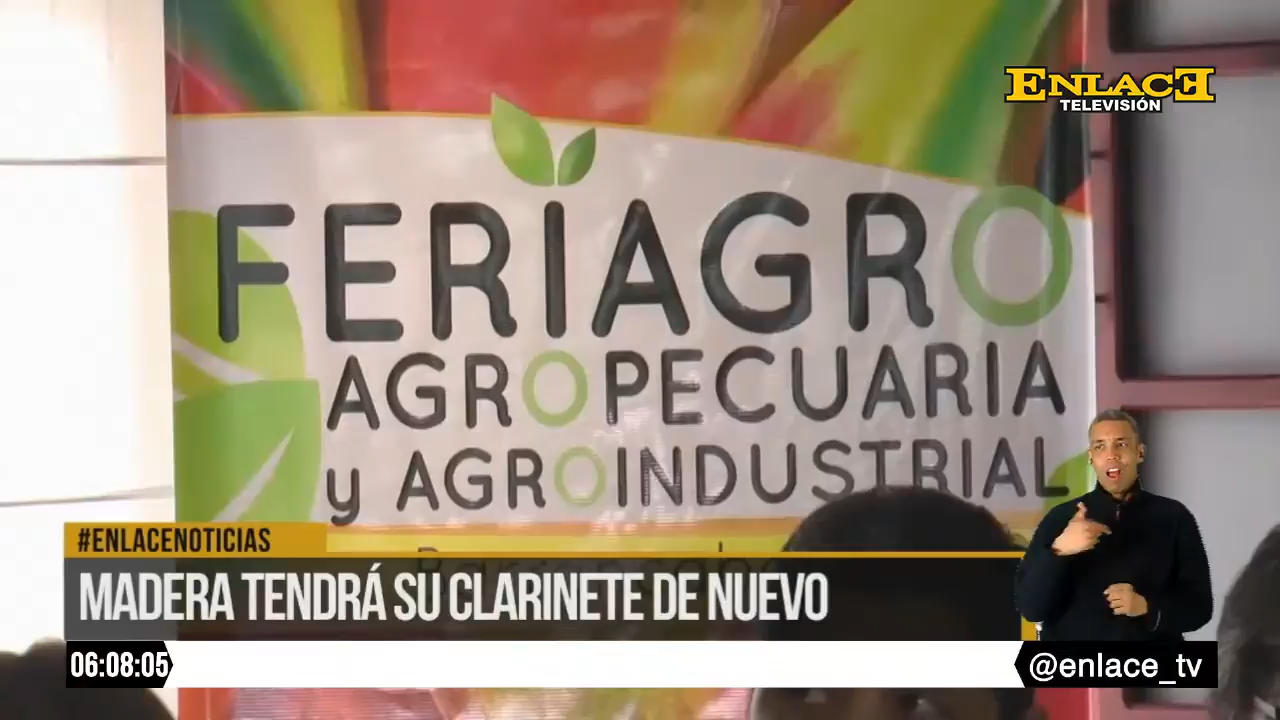 ENLACE
TELEVISIÓN
FERIAGRO
AGROPECUARIA
y AGROINDUSTRIAL
#ENLACENOTICIAS
MADERA TENDRÁ SU CLARINETE DE NUEVO
06:08:05
@enlace_tv